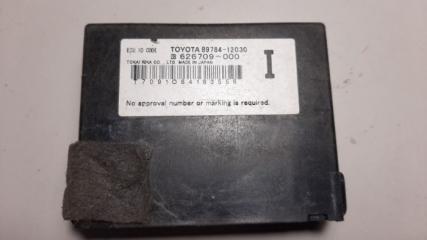 ECU, ID CODE TOYOTA 89784-12030
626709-000
TOKAI RIKA CO., LTD. MADE IN JAPAN
I
No approval number or marking is required.